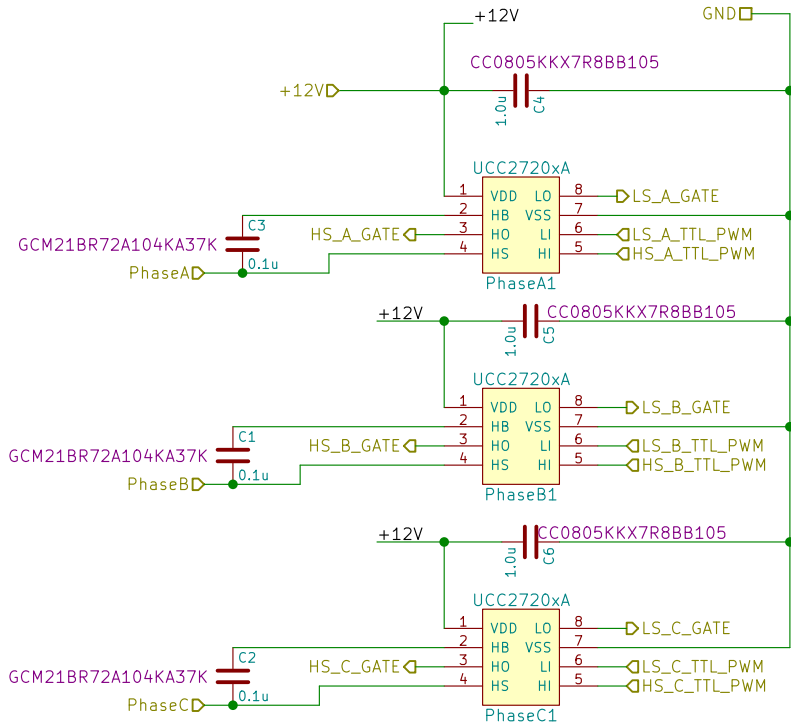 +12V
GND
CC0805KKX7R8BB105
+12V
1.0u
C4
UCC2720xA
1 VDD LO 8 LS_A_GATE
2 HB VSS 7
C3
GCM21BR72A104KA37K
HS_A_GATE 3 HO LI 6 LS_A_TTL_PWM
4 HS HI 5 HS_A_TTL_PWM
0.1u
PhaseA
PhaseA1
+12V
CC0805KKX7R8BB105
1.0u
C5
UCC2720xA
1 VDD LO 8 LS_B_GATE
2 HB VSS 7
C1
HS_B_GATE 3 HO LI 6 LS_B_TTL_PWM
GCM21BR72A104KA37K
4 HS HI 5 HS_B_TTL_PWM
0.1u
PhaseB
PhaseB1
+12V
CC0805KKX7R8BB105
1.0u
C6
UCC2720xA
1 VDD LO 8 LS_C_GATE
2 HB VSS 7
C2
HS_C_GATE 3 HO LI 6 LS_C_TTL_PWM
GCM21BR72A104KA37K
4 HS HI 5 HS_C_TTL_PWM
0.1u
PhaseC
PhaseC1